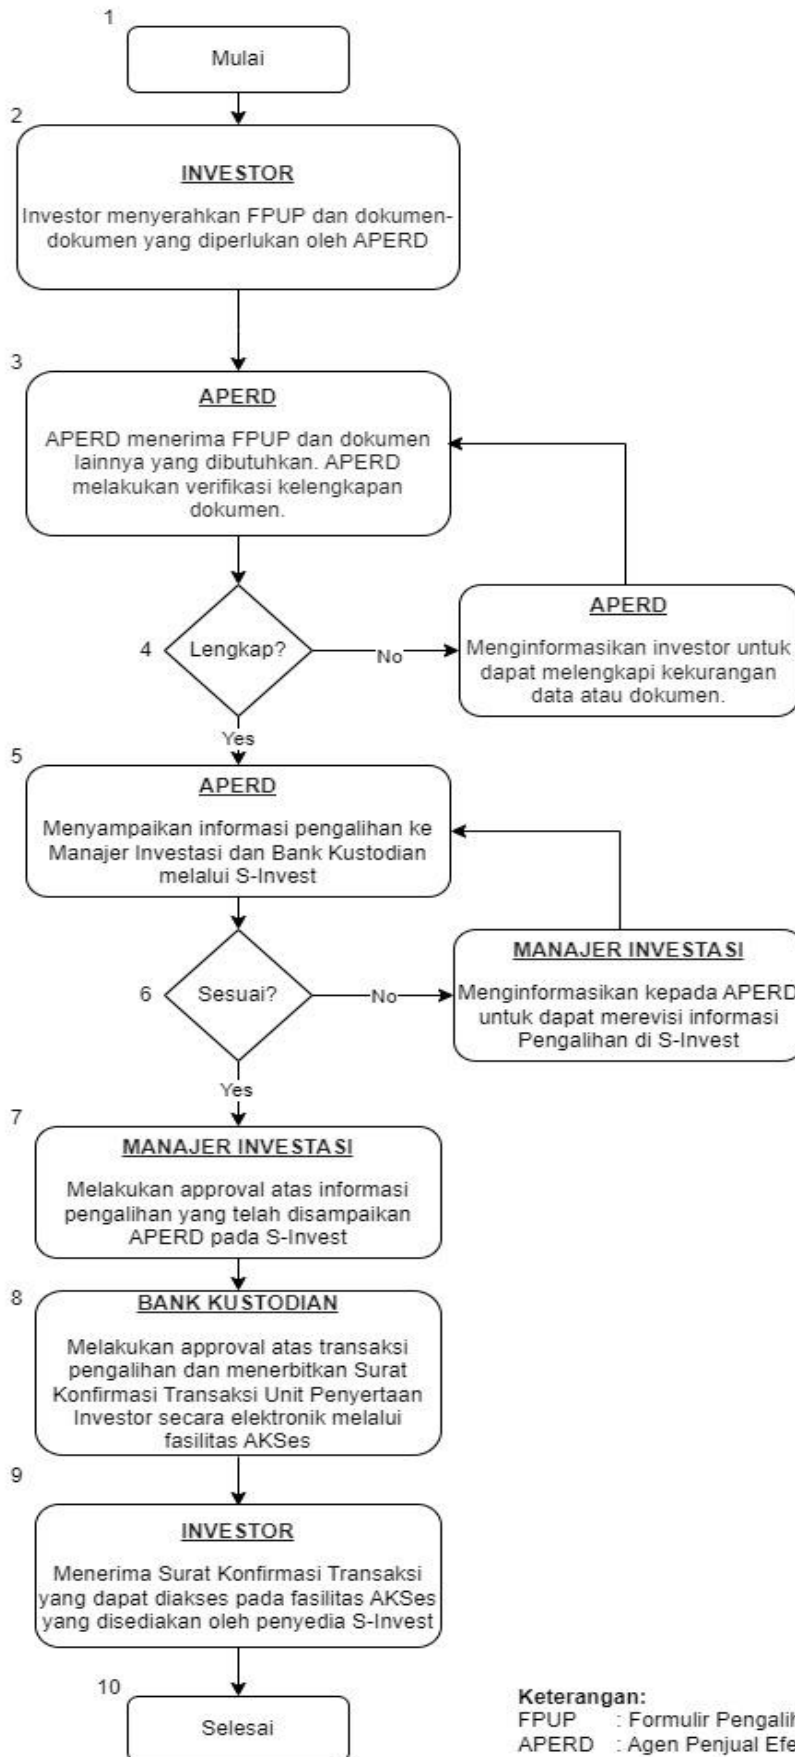 1
Mulai
2
INVESTOR
Investor menyerahkan FPUP dan dokumen-
dokumen yang diperlukan oleh APERD
3
APERD
APERD menerima FPUP dan dokumen
lainnya yang dibutuhkan. APERD
melakukan verifikasi kelengkapan
dokumen.
4
Lengkap?
No
APERD
Menginformasikan investor untuk
dapat melengkapi kekurangan
data atau dokumen.
Yes
5
APERD
Menyampaikan informasi pengalihan ke
Manajer Investasi dan Bank Kustodian
melalui S-Invest
6
Sesuai?
No
MANAJER INVESTASI
Menginformasikan kepada APERD
untuk dapat merevisi informasi
Pengalihan di S-Invest
Yes
7
MANAJER INVESTASI
Melakukan approval atas informasi
pengalihan yang telah disampaikan
APERD pada S-Invest
8
BANK KUSTODIAN
Melakukan approval atas transaksi
pengalihan dan menerbitkan Surat
Konfirmasi Transaksi Unit Penyertaan
Investor secara elektronik melalui
fasilitas AKSes
9
INVESTOR
Menerima Surat Konfirmasi Transaksi
yang dapat diakses pada fasilitas AKSes
yang disediakan oleh penyedia S-Invest
10
Selesai
Keterangan:
FPUP : Formulir
APERD : Agen Penjual